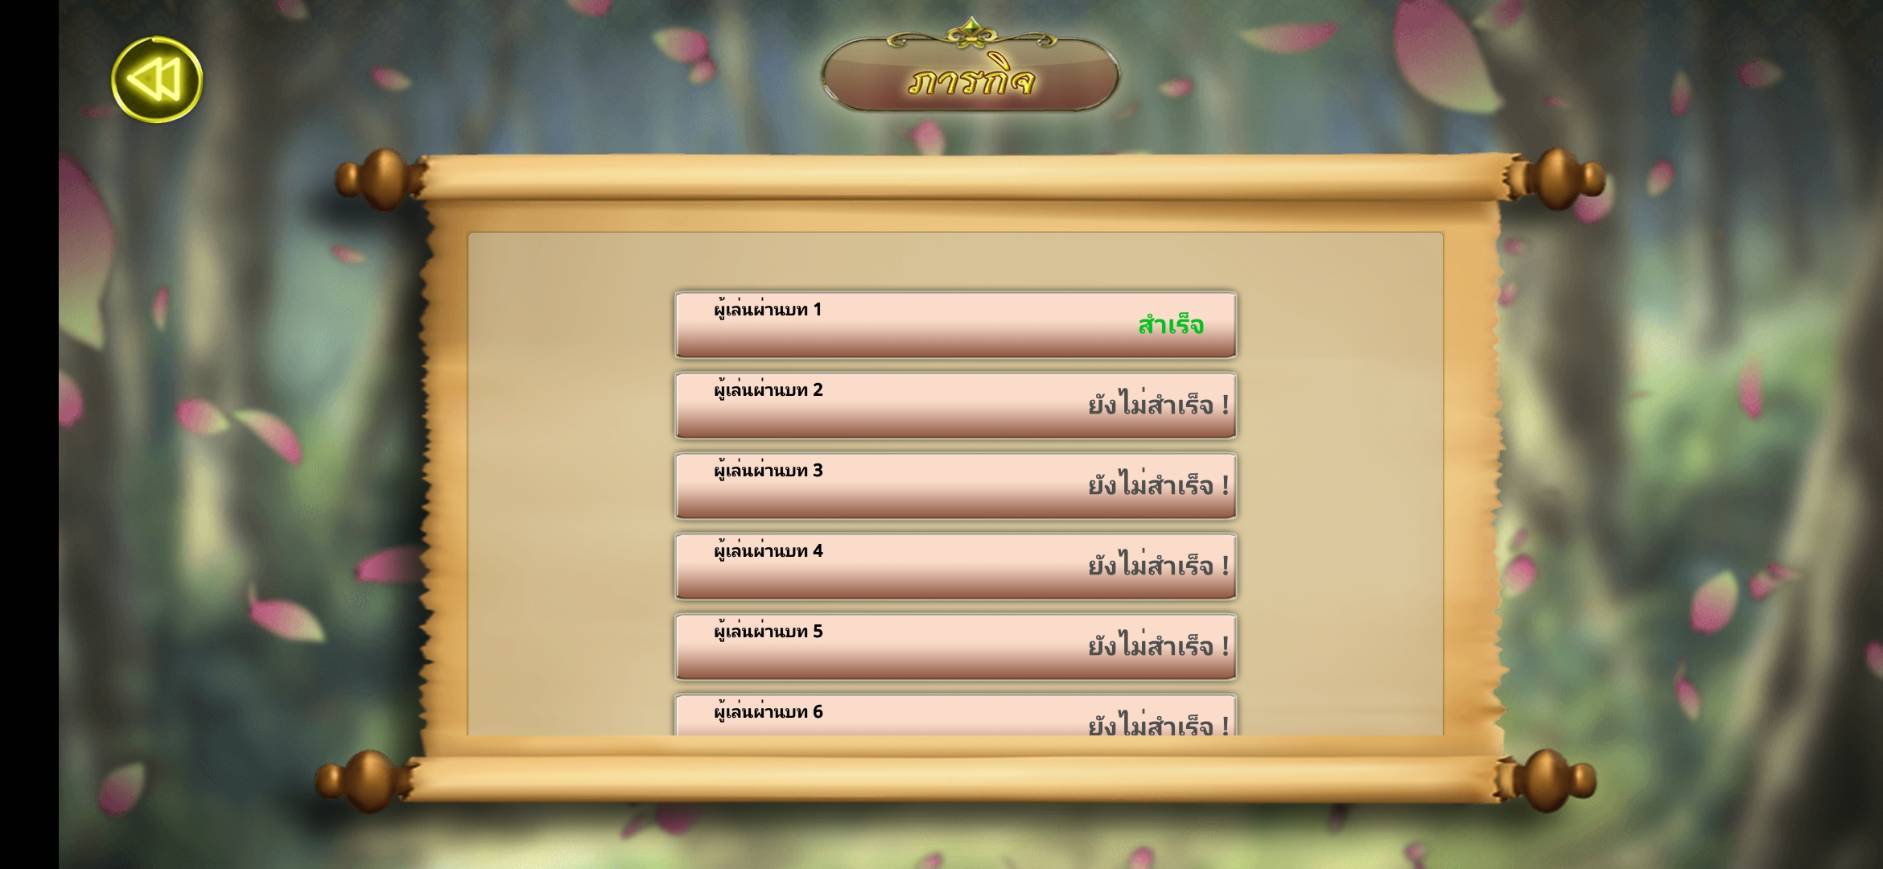 ภารกิจ
ผู้เล่นผ่านบท 1
สำเร็จ
ผู้เล่นผ่านบท 2
ยังไม่สำเร็จ !
ผู้เล่นผ่านบท 3
ยังไม่สำเร็จ !
ผู้เล่นผ่านบท 4
ยังไม่สำเร็จ !
ผู้เล่นผ่านบท 5
ยังไม่สำเร็จ !
ผู้เล่นผ่านบท 6
ยังไม่สำเร็จ !